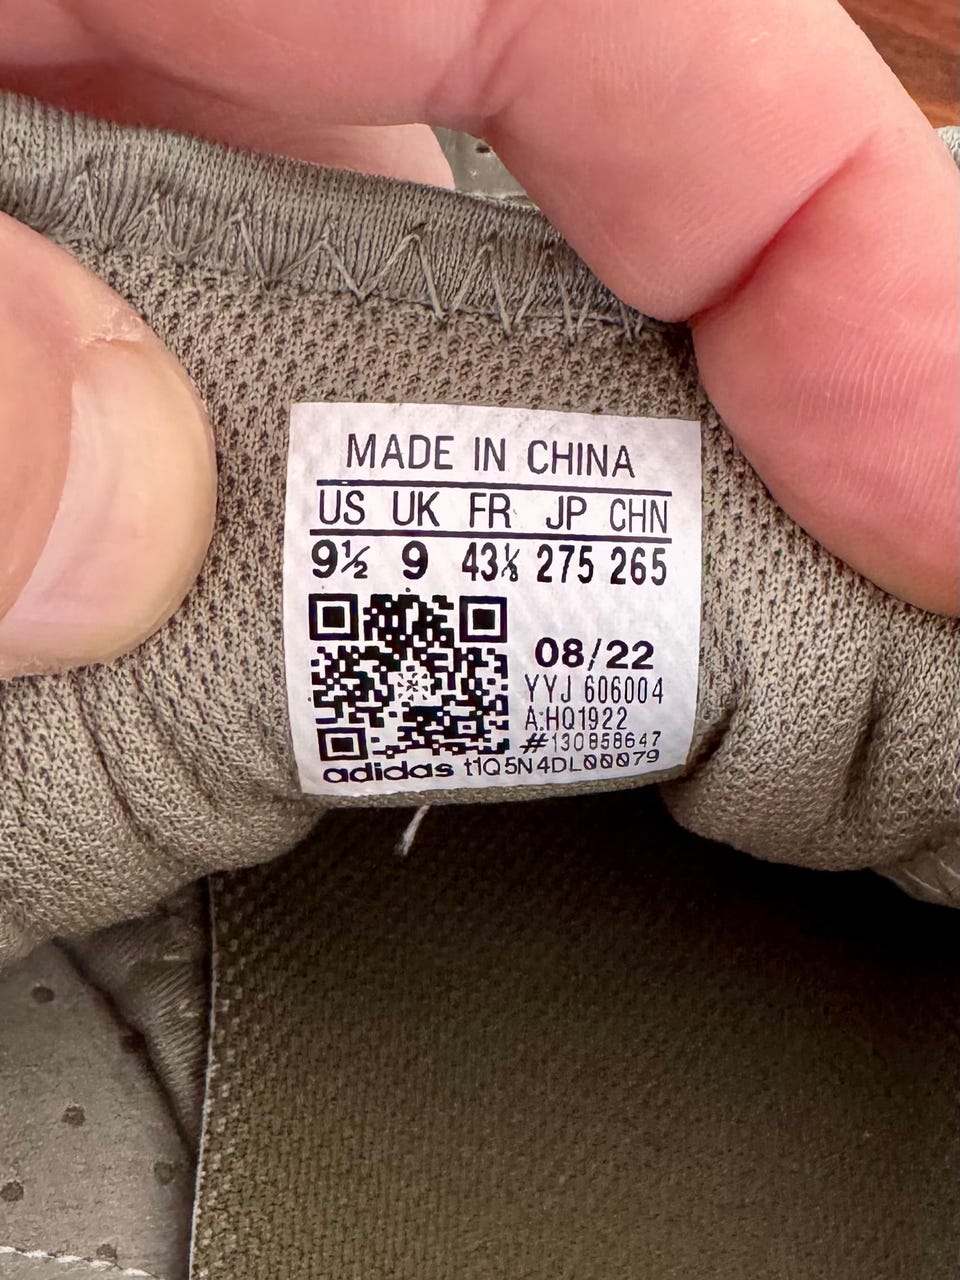 MADE IN CHINA
US UK FR JP CHN
9½ 9 43⅓ 275 265
08/22
YYJ 606004
A:HQ1922
#130858647
adidas t1Q5N4DL00079